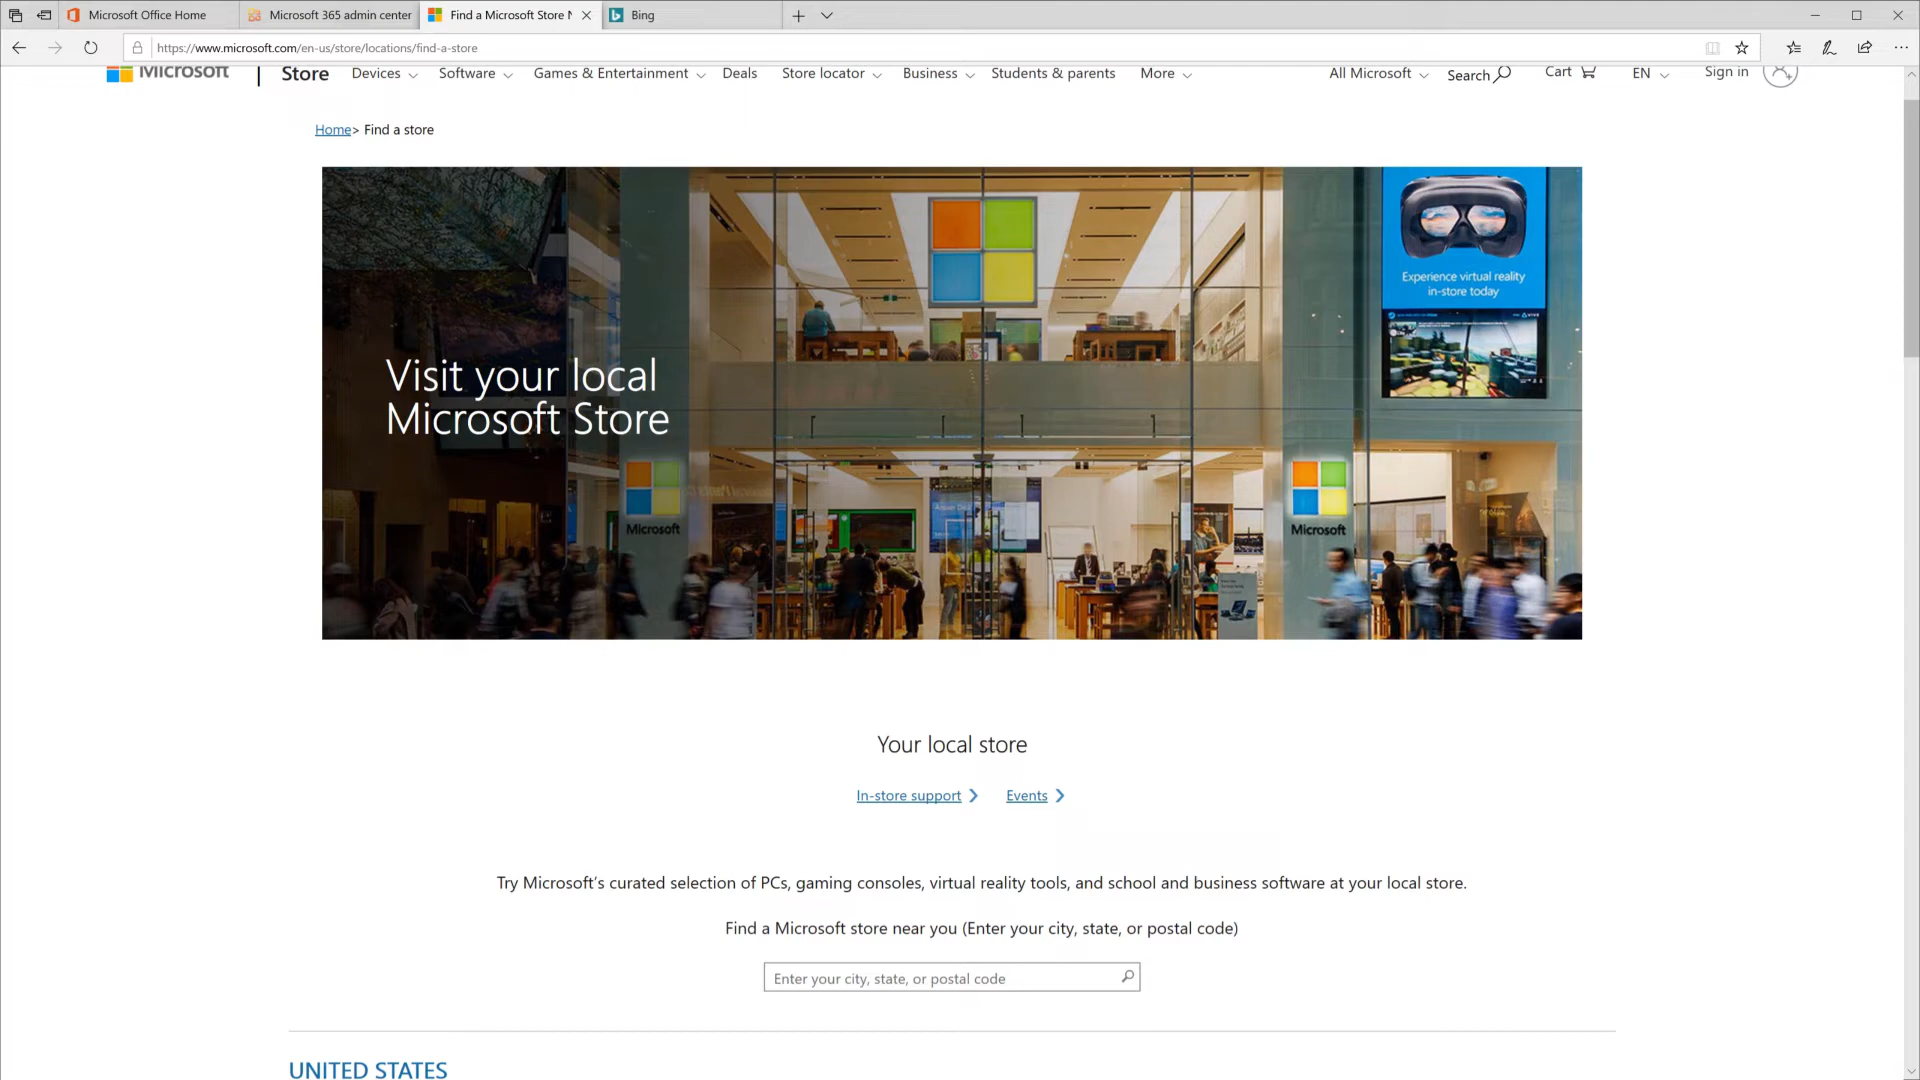 Microsoft Office Home
Microsoft 365 admin center
Find a Microsoft Store
Bing
https://www.microsoft.com/en-us/store/locations/find-a-store
Microsoft
Store
Devices
Software
Games & Entertainment
Deals
Store locator
Business
Students & parents
More
All Microsoft
Search
Cart
EN
Sign in
Home> Find a store
Experience virtual reality
in-store today
Visit your local
Microsoft Store
Microsoft
Microsoft
Your local store
In-store support
Events
Try Microsoft's curated selection of PCs, gaming consoles, virtual reality tools, and school and business software at your local store.
Find a Microsoft store near you (Enter your city, state, or postal code)
Enter your city, state, or postal code
UNITED STATES